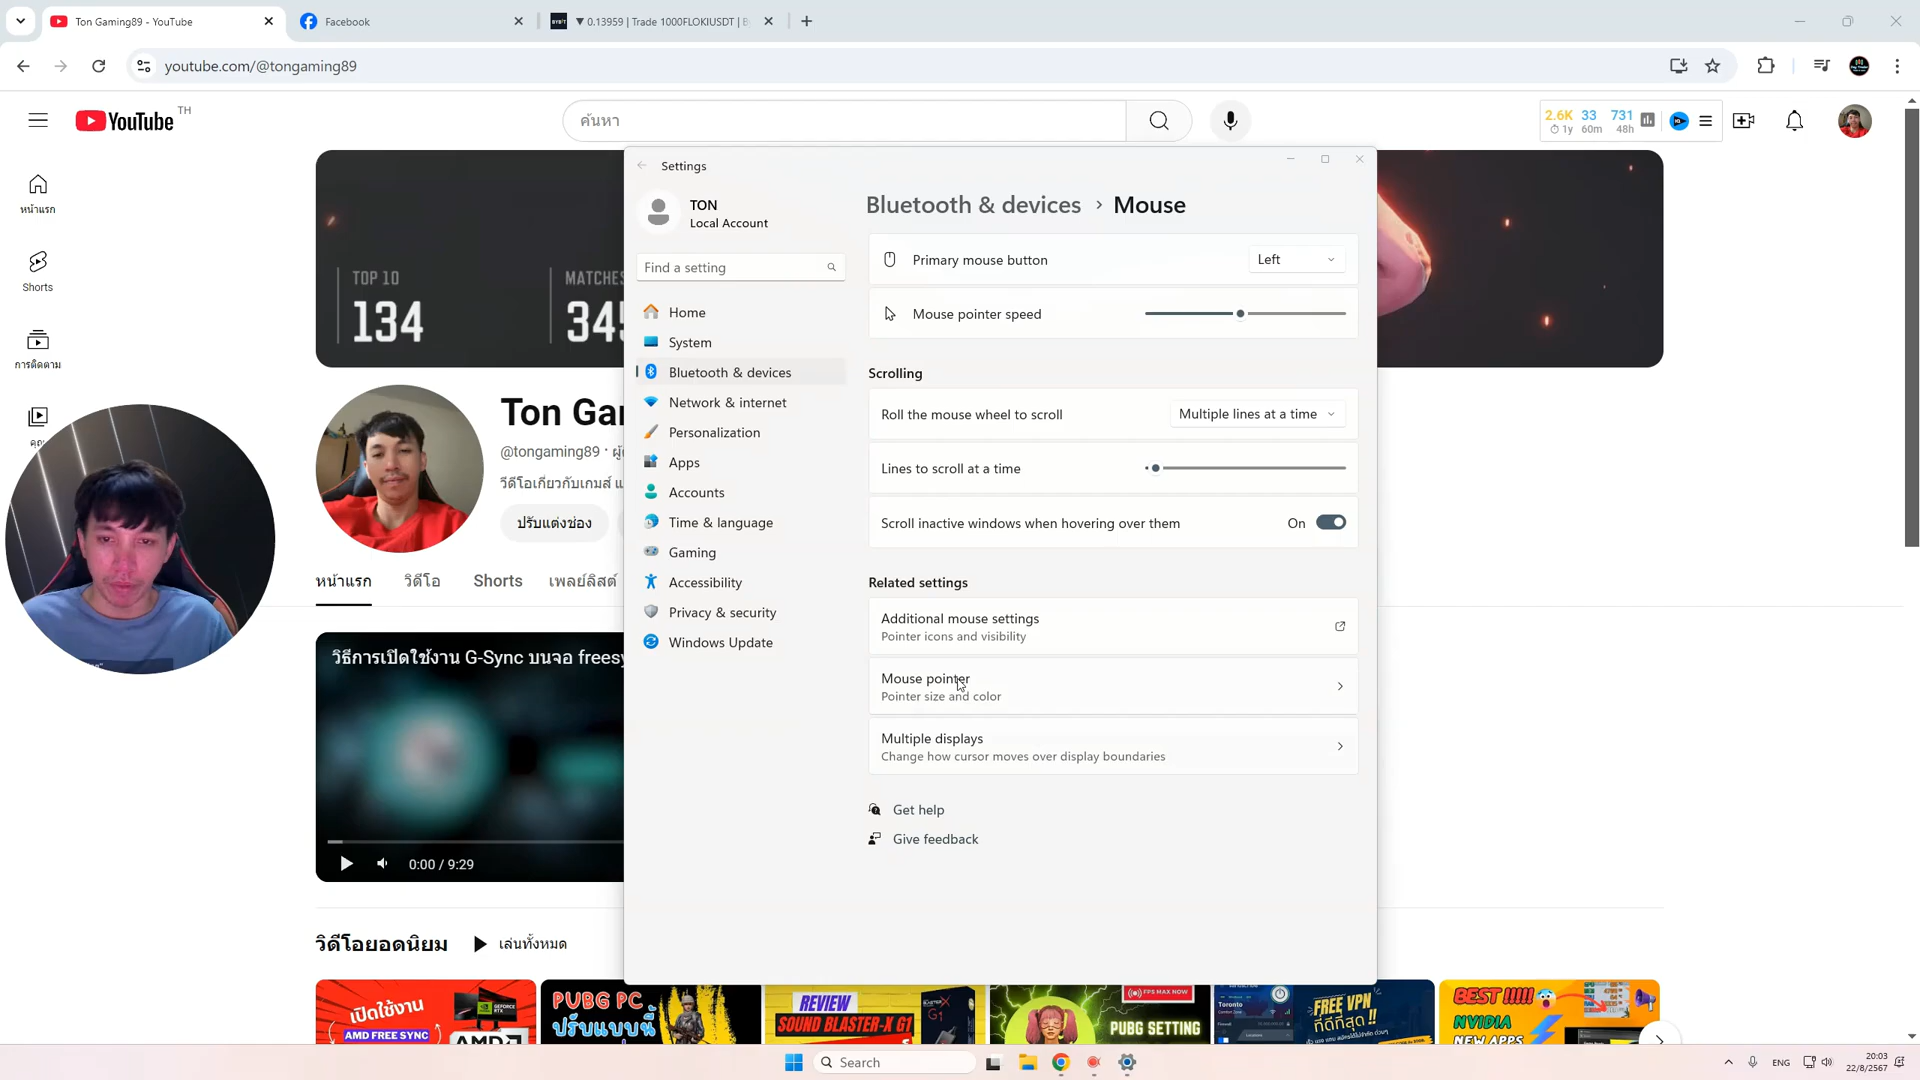 Ton Gaming89 - YouTube
Facebook
▼ 0.13959 | Trade 1000FLOKIUSDT |
youtube.com/@tongaming89
YouTube TH
ค้นหา
2.6K 33 731
1y 60m 48h
TOP 10
134
MATCHES
345
หน้าแรก
Shorts
การติดตาม
Ton Ga
@tongaming89 •
วิดีโอเกี่ยวกับเกมส์
ปรับแต่งช่อง
หน้าแรก วิดีโอ Shorts เพลย์ลิสต์
วิธีการเปิดใช้งาน G-Sync บนจอ freesy
0:00 / 9:29
วิดีโอยอดนิยม ▶ เล่นทั้งหมด
เปิดใช้งาน
GEFORCE RTX
AMD FREE SYNC
AMD
PUBG PC
ปรับแบบนี้
REVIEW
SOUND BLASTER-X G1
BLASTERX
G1
FPS MAX NOW
PUBG SETTING
Toronto
FREE VPN
ที่ดีที่สุด !!
BEST !!!!!
NVIDIA
NEW APPS
Settings
TON
Local Account
Find a setting
Home
System
Bluetooth & devices
Network & internet
Personalization
Apps
Accounts
Time & language
Gaming
Accessibility
Privacy & security
Windows Update
Bluetooth & devices › Mouse
Primary mouse button
Left
Mouse pointer speed
Scrolling
Roll the mouse wheel to scroll
Multiple lines at a time
Lines to scroll at a time
Scroll inactive windows when hovering over them
On
Related settings
Additional mouse settings
Pointer icons and visibility
Mouse pointer
Pointer size and color
Multiple displays
Change how cursor moves over display boundaries
Get help
Give feedback
Search
ENG
20:03
22/8/2567